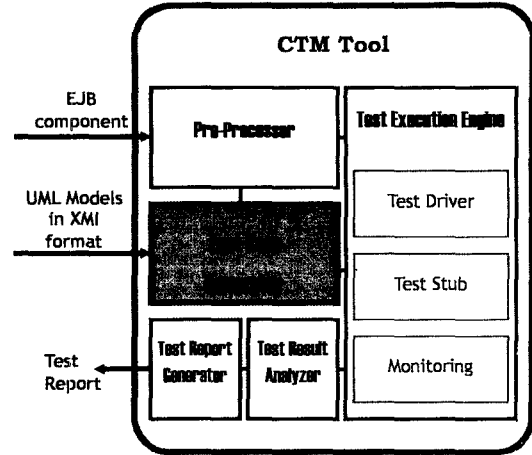 CTM Tool
EJB
component
Pre-Processor
Test Execution Engine
UML Models
in XMI
format
Test Driver
Test Stub
Test
Report
Test Report
Generator
Test Result
Analyzer
Monitoring